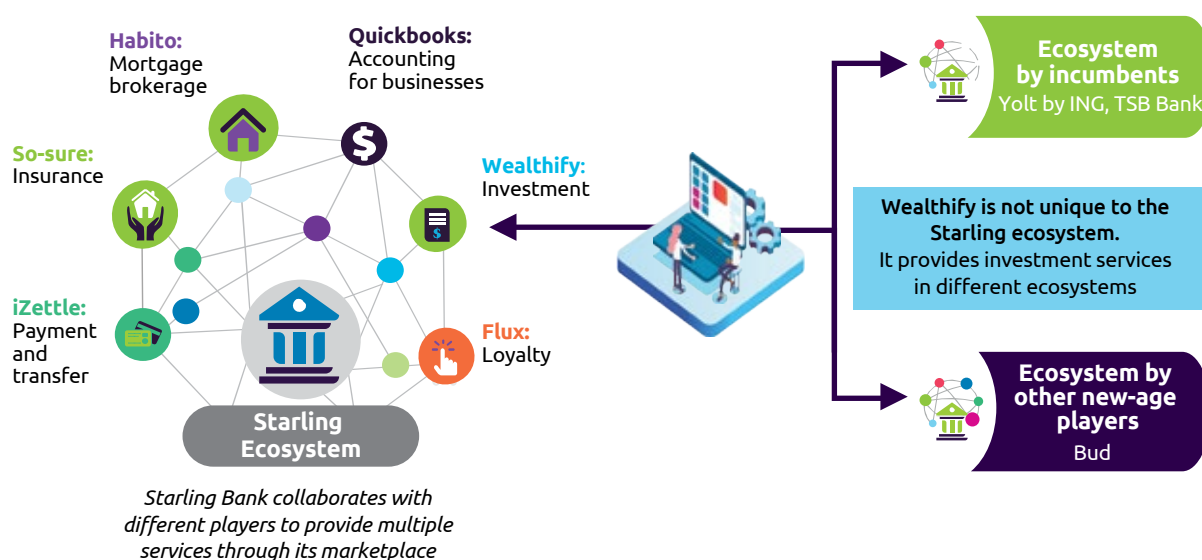 Habito:
Mortgage
brokerage
Quickbooks:
Accounting
for businesses
So-sure:
Insurance
Wealthify:
Investment
iZettle:
Payment
and
transfer
$
$
Flux:
Loyalty
Starling
Ecosystem
Starling Bank collaborates with
different players to provide multiple
services through its marketplace
Ecosystem
by incumbents
Yolt by ING, TSB Bank
Wealthify is not unique to the
Starling ecosystem.
It provides investment services
in different ecosystems
Ecosystem by
other new-age
players
Bud